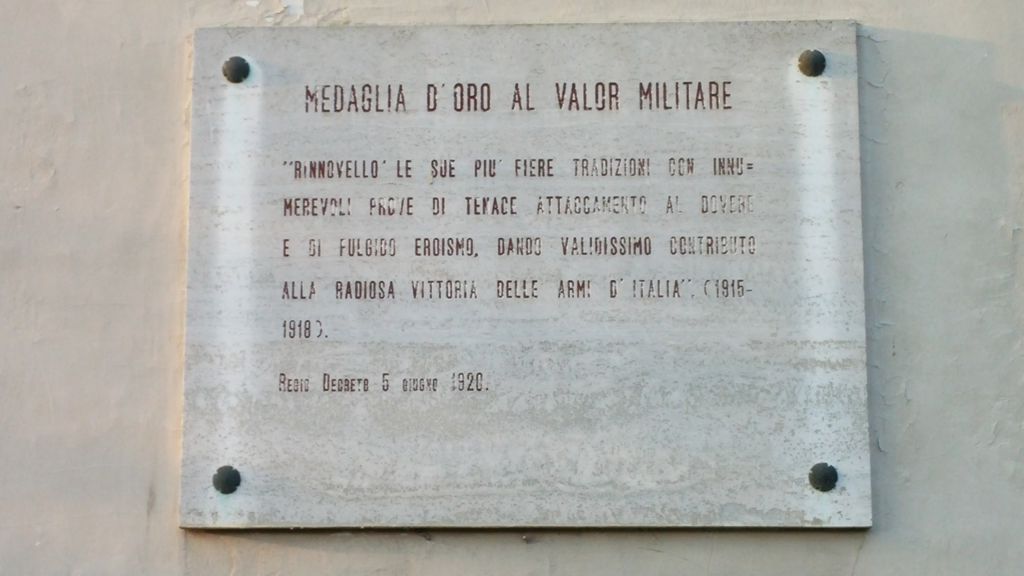 MEDAGLIA D'ORO AL VALOR MILITARE
"RINNOVELLO' LE SUE PIU' FIERE TRADIZIONI CON INNU=
MEREVOLI PROVE DI TENACE ATTACCAMENTO AL DOVERE
E DI FULGIDO EROISMO, DANDO VALIDISSIMO CONTRIBUTO
ALLA RADIOSA VITTORIA DELLE ARMI D'ITALIA". (1915-
1918).
REGIO DECRETO 5 GIUGNO 1920.